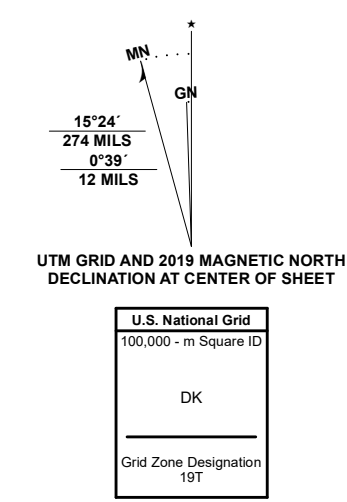 ★
MN
GN
15°24´
274 MILS
0°39´
12 MILS
UTM GRID AND 2019 MAGNETIC NORTH
DECLINATION AT CENTER OF SHEET
U.S. National Grid
100,000 - m Square ID
DK
Grid Zone Designation
19T